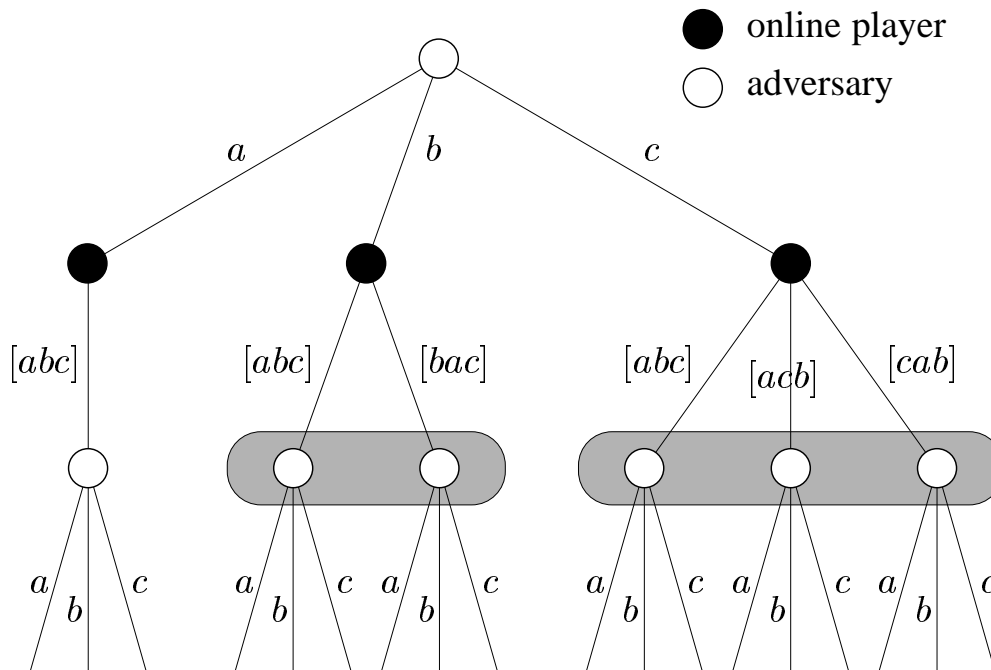 online player
adversary
a b c
[abc] [abc] [bac] [abc] [acb] [cab]
a b c a b c a b c a b c a b c a b c